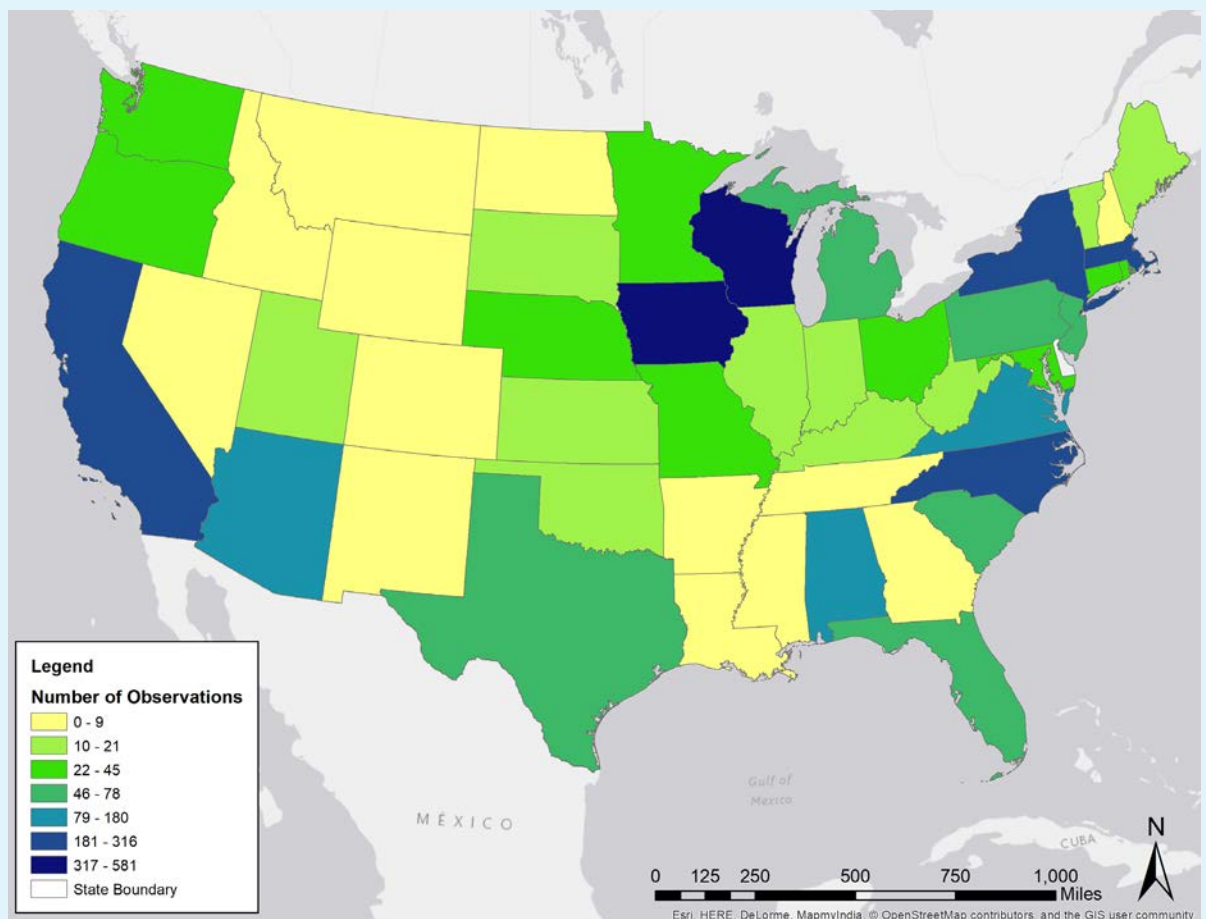 Legend
Number of Observations
0 - 9
10 - 21
22 - 45
46 - 78
79 - 180
181 - 316
317 - 581
State Boundary
MÉXICO
Gulf of
Mexico
CUBA
N
0 125 250 500 750 1,000
Miles
Esri, HERE, DeLorme, MapmyIndia, © OpenStreetMap contributors, and the GIS user community